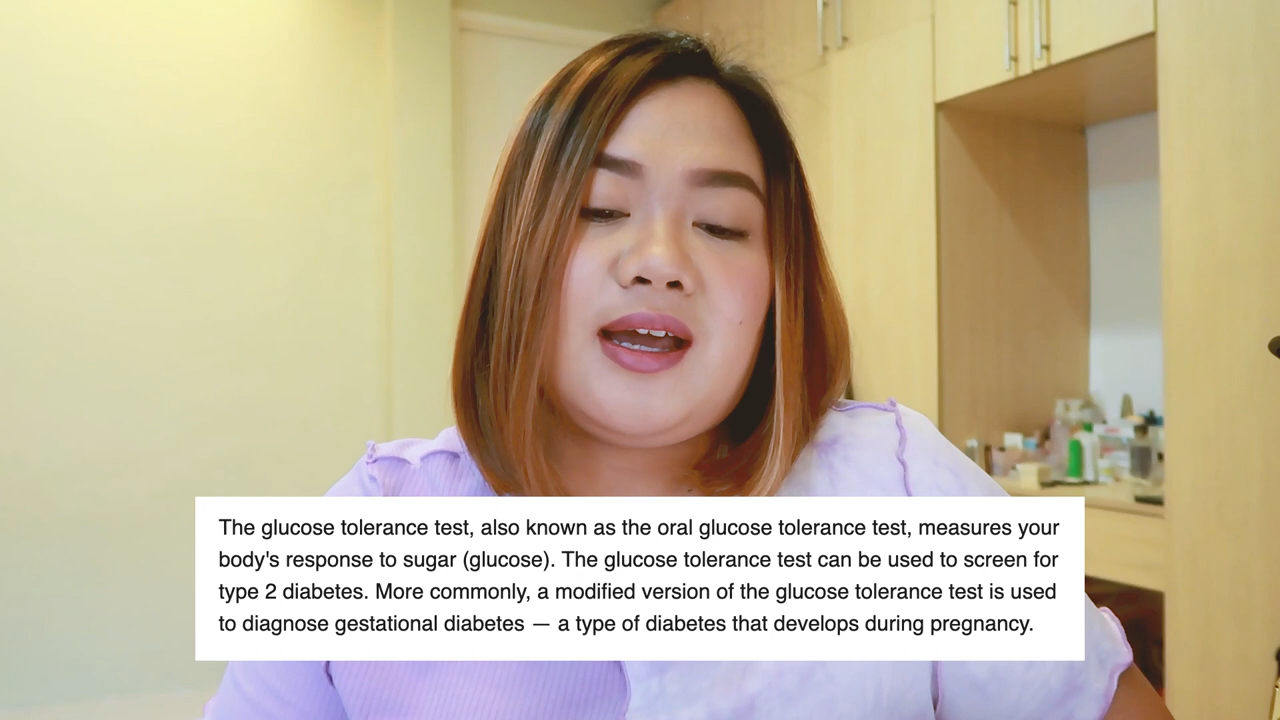 The glucose tolerance test, also known as the oral glucose tolerance test, measures your
body's response to sugar (glucose). The glucose tolerance test can be used to screen for
type 2 diabetes. More commonly, a modified version of the glucose tolerance test is used
to diagnose gestational diabetes — a type of diabetes that develops during pregnancy.